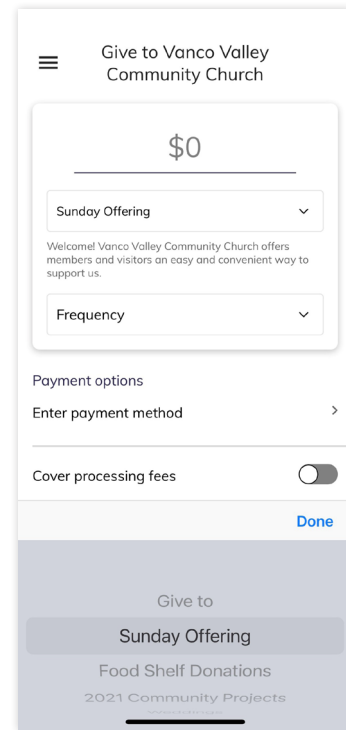 Give to Vanco Valley
Community Church
$0
Sunday Offering
Welcome! Vanco Valley Community Church offers
members and visitors an easy and convenient way to
support us.
Frequency
Payment options
Enter payment method
Cover processing fees
Done
Give to
Sunday Offering
Food Shelf Donations
2021 Community Projects